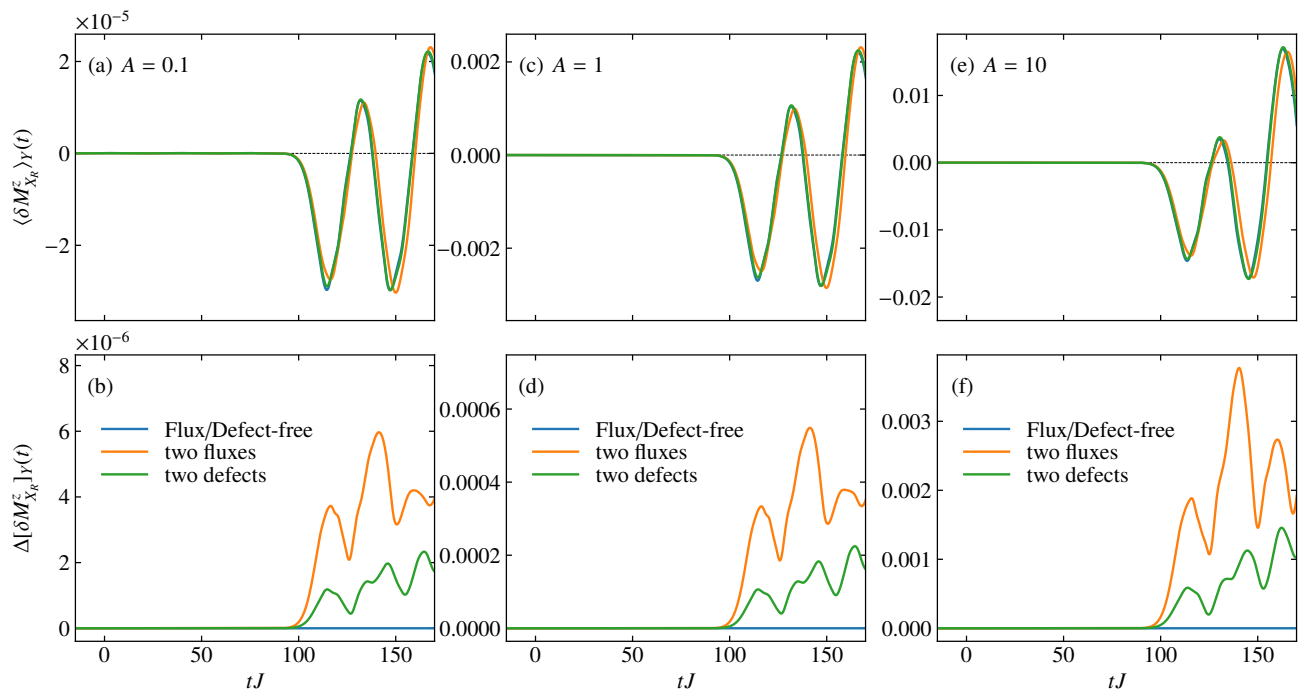 ×10⁻⁵
(a) A = 0.1
2
0
−2
⟨δM^z_{X_R}⟩_Y(t)
(c) A = 1
0.002
0.000
−0.002
(e) A = 10
0.01
0.00
−0.01
−0.02
×10⁻⁶
(b)
8
6
4
2
0
Δ[δM^z_{X_R}]_Y(t)
Flux/Defect-free
two fluxes
two defects
0 50 100 150
tJ
(d)
0.0006
0.0004
0.0002
0.0000
Flux/Defect-free
two fluxes
two defects
0 50 100 150
tJ
(f)
0.003
0.002
0.001
0.000
Flux/Defect-free
two fluxes
two defects
0 50 100 150
tJ